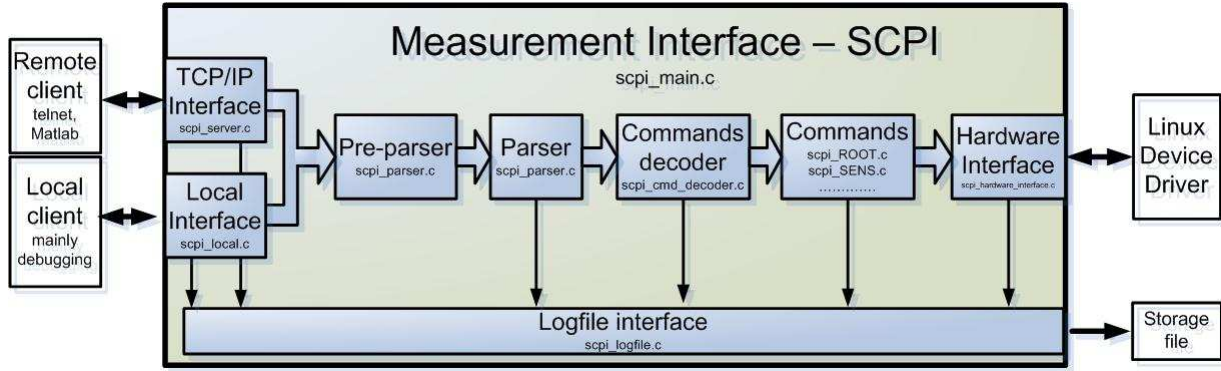 Measurement Interface – SCPI
scpi_main.c
Remote
client
telnet,
Matlab
Local
client
mainly
debugging
TCP/IP
Interface
scpi_server.c
Local
Interface
scpi_local.c
Pre-parser
scpi_parser.c
Parser
scpi_parser.c
Commands
decoder
scpi_cmd_decoder.c
Commands
scpi_ROOT.c
scpi_SENS.c
.............
Hardware
Interface
scpi_hardware_interface.c
Linux
Device
Driver
Logfile interface
scpi_logfile.c
Storage
file